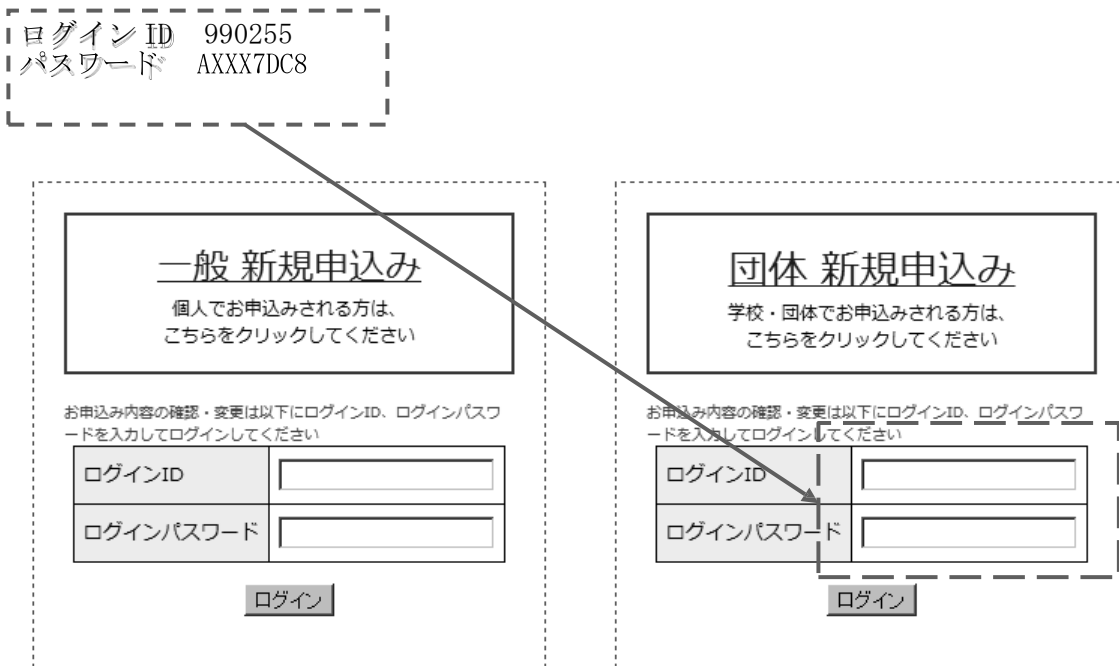 ログイン ID 990255
パスワード AXXX7DC8
一般 新規申込み
個人でお申込みされる方は、
こちらをクリックしてください
お申込み内容の確認・変更は以下にログインID、ログインパスワ
ードを入力してログインしてください
ログインID
ログインパスワード
ログイン
団体 新規申込み
学校・団体でお申込みされる方は、
こちらをクリックしてください
お申込み内容の確認・変更は以下にログインID、ログインパスワ
ードを入力してログインしてください
ログインID
ログインパスワード
ログイン